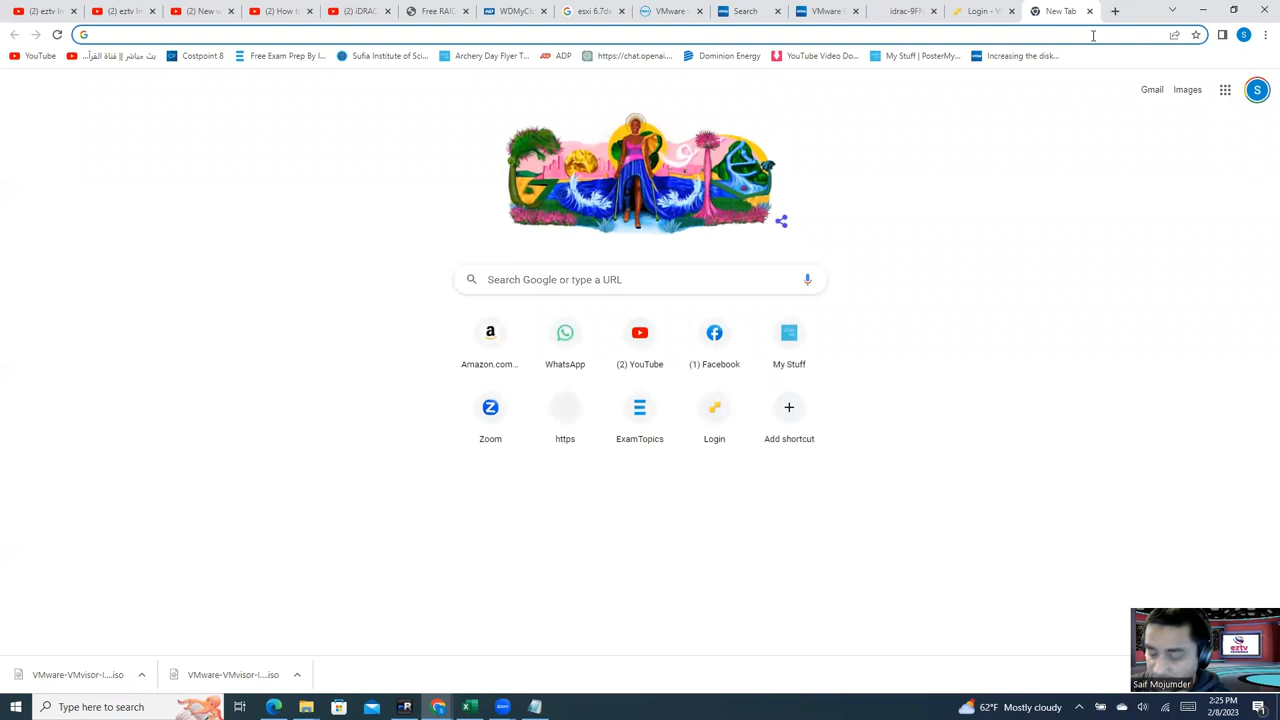 (2) eztv In
(2) eztv In
(2) New v
(2) How to
(2) iDRAC
Free RAID
WDMyCl
esxi 6.7de
VMware
Search
VMware C
idrac-9FN
Login - V
New Tab
YouTube
بث مباشر || قناة القرآ...
Costpoint 8
Free Exam Prep By I...
Sufia Institute of Sci...
Archery Day Flyer T...
ADP
https://chat.openai....
Dominion Energy
YouTube Video Do...
My Stuff | PosterMy...
Increasing the disk...
Gmail
Images
S
Search Google or type a URL
Amazon.com...
WhatsApp
(2) YouTube
(1) Facebook
My Stuff
Zoom
https
ExamTopics
Login
Add shortcut
VMware-VMvisor-I....iso
VMware-VMvisor-I....iso
eztv
Saif Mojumder
Type here to search
62°F Mostly cloudy
2:25 PM
2/8/2023